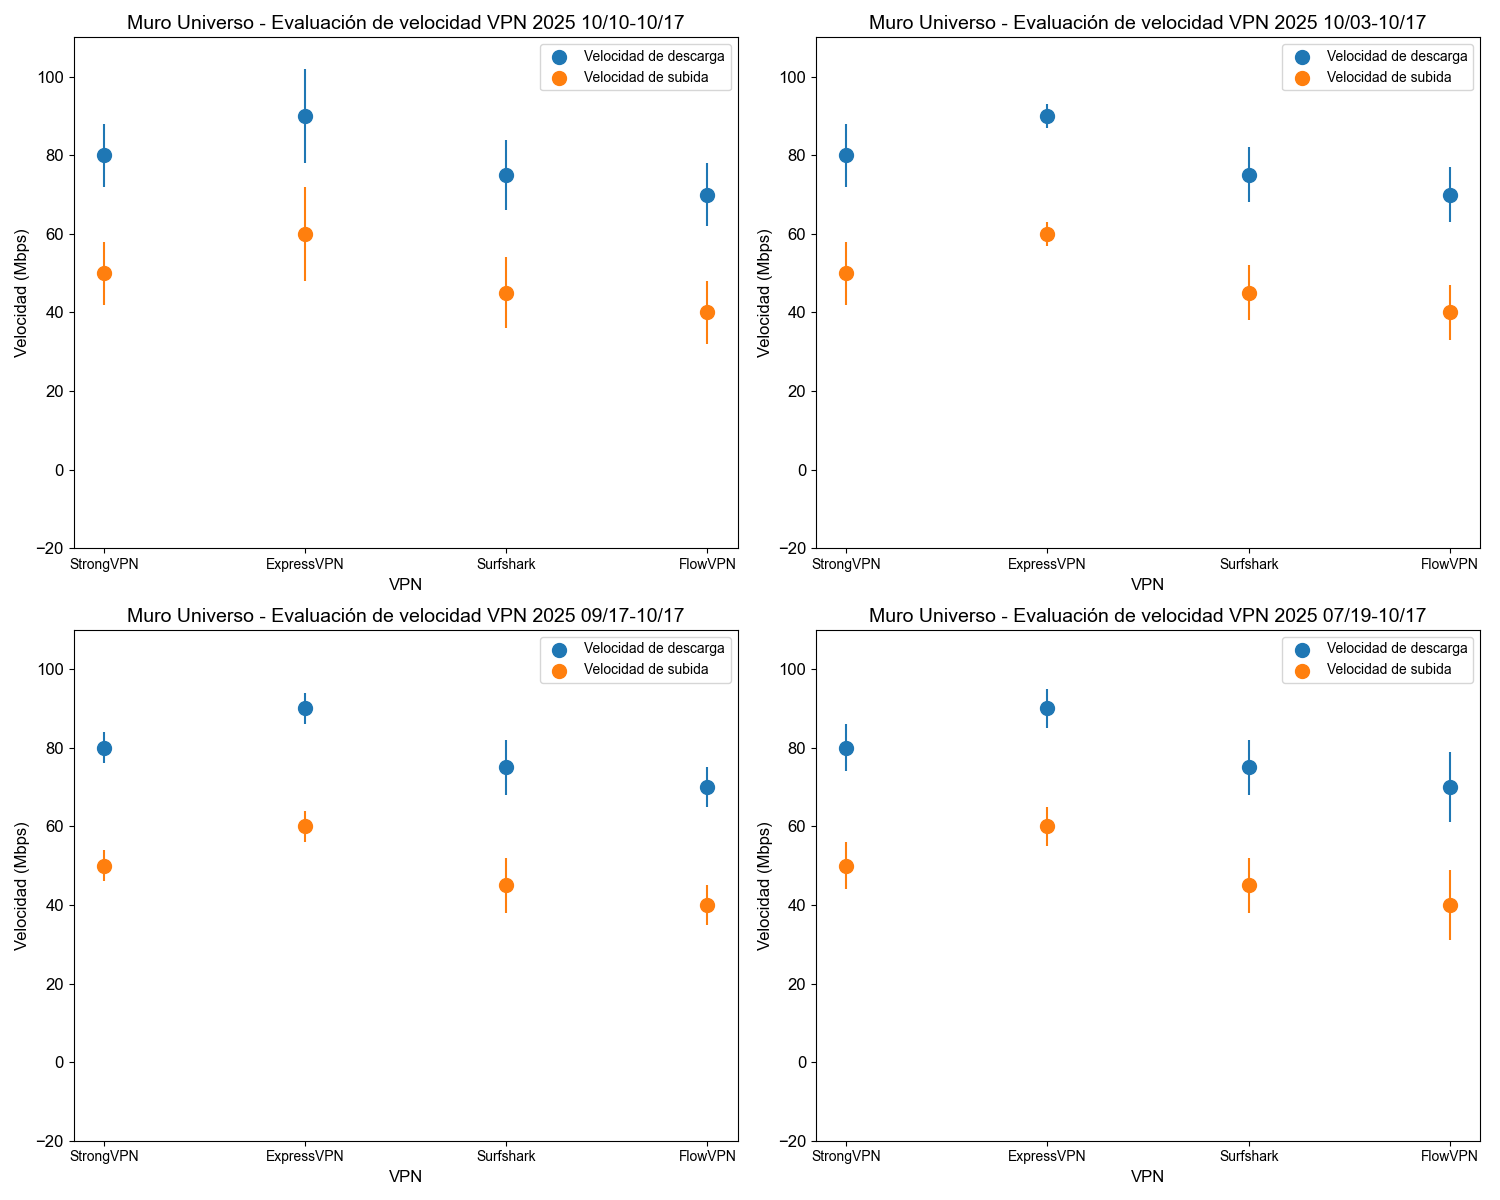 Muro Universo - Evaluación de velocidad VPN 2025 10/10-10/17
Velocidad de descarga
Velocidad de subida
Velocidad (Mbps)
100
80
60
40
20
0
−20
StrongVPN
ExpressVPN
Surfshark
FlowVPN
VPN
Muro Universo - Evaluación de velocidad VPN 2025 10/03-10/17
Velocidad de descarga
Velocidad de subida
Velocidad (Mbps)
100
80
60
40
20
0
−20
StrongVPN
ExpressVPN
Surfshark
FlowVPN
VPN
Muro Universo - Evaluación de velocidad VPN 2025 09/17-10/17
Velocidad de descarga
Velocidad de subida
Velocidad (Mbps)
100
80
60
40
20
0
−20
StrongVPN
ExpressVPN
Surfshark
FlowVPN
VPN
Muro Universo - Evaluación de velocidad VPN 2025 07/19-10/17
Velocidad de descarga
Velocidad de subida
Velocidad (Mbps)
100
80
60
40
20
0
−20
StrongVPN
ExpressVPN
Surfshark
FlowVPN
VPN